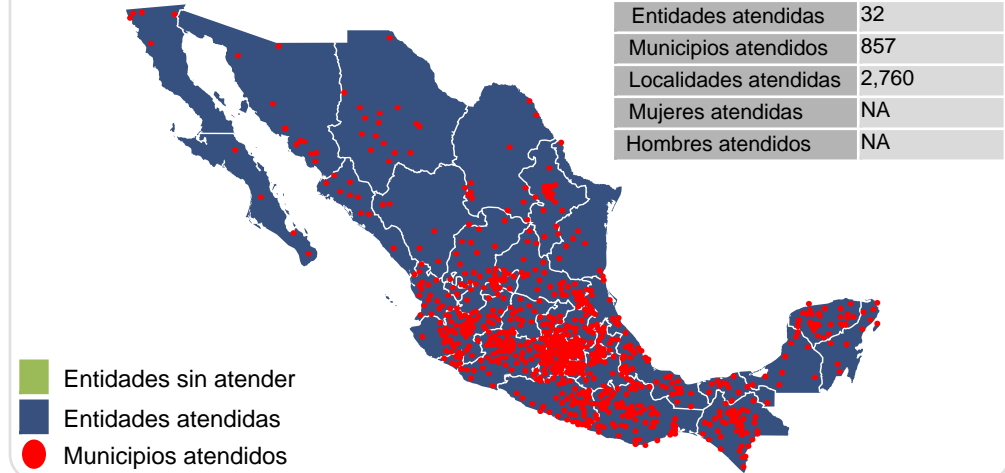 Entidades atendidas 32
Municipios atendidos 857
Localidades atendidas 2,760
Mujeres atendidas NA
Hombres atendidos NA
Entidades sin atender
Entidades atendidas
Municipios atendidos